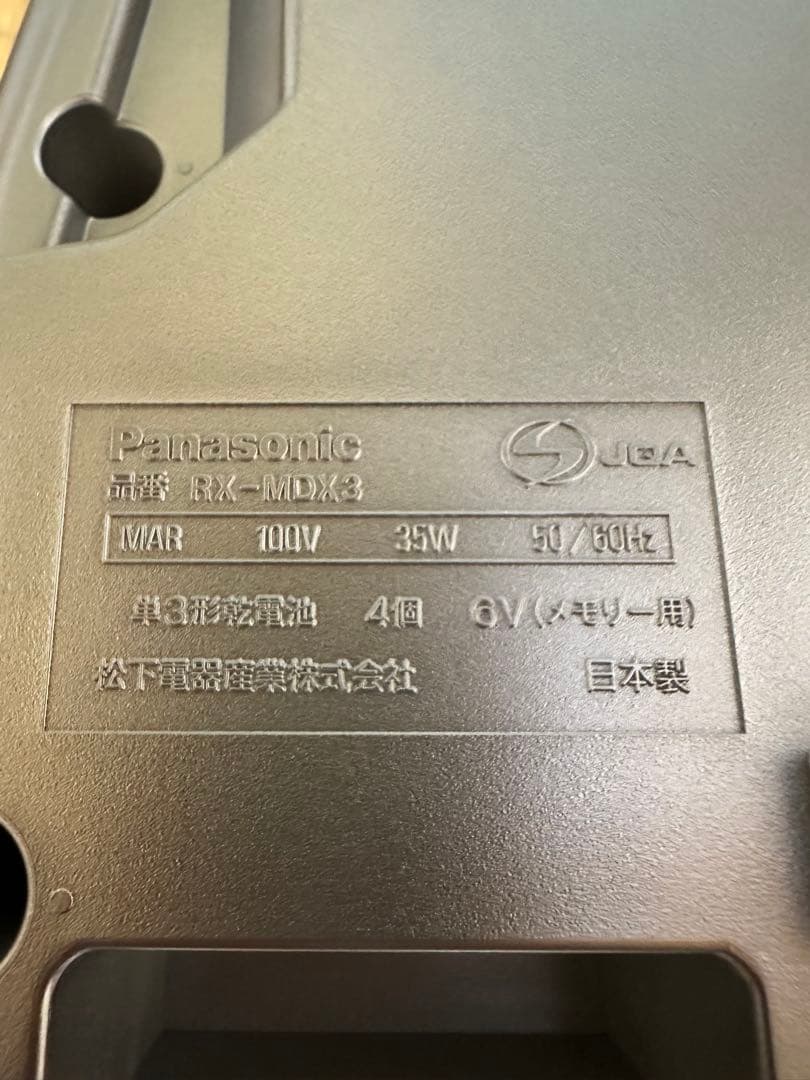 Panasonic JQA
品番 RX-MDX3
MAR 100V 35W 50/60Hz
単3形乾電池 4個 6V(メモリー用)
松下電器産業株式会社 日本製